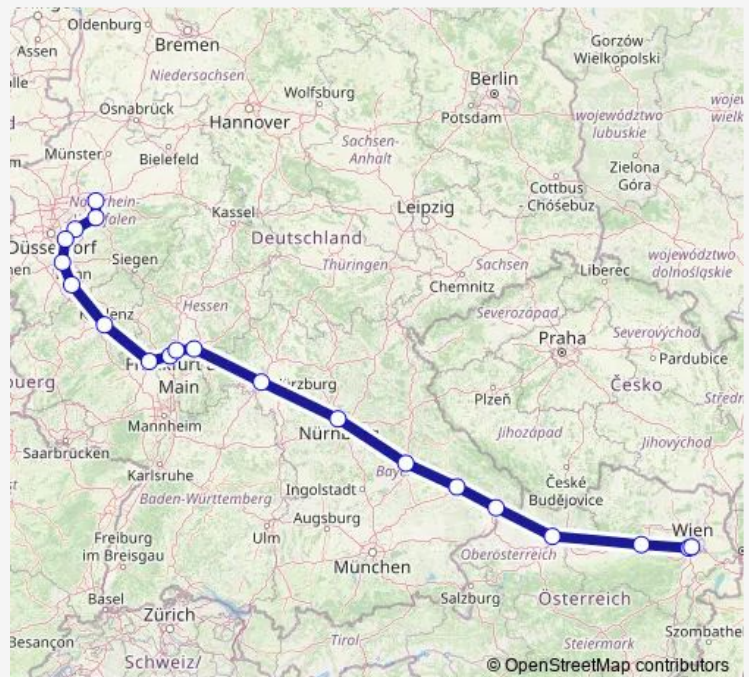 Oldenburg
Bremen
Assen
Niedersachsen
Wolfsburg
Berlin
Gorzów
Wielkopolski
Osnabrück
Hannover
Potsdam
województwo
lubuskie
Münster
Bielefeld
Sachsen-
Anhalt
Zielona
Góra
Cottbus
- Chóśebuz
Kassel
Leipzig
Deutschland
Siegen
Thüringen
Sachsen
Chemnitz
Liberec
województwo
dolnośląskie
Hessen
Severozápad
Praha
Severovýchod
Pardubice
Main
Plzeň
Česko
Mannheim
Jihozápad
Jihovýchod
Saarbrücken
Karlsruhe
Baden-Württemberg
Ingolstadt
České
Budějovice
Augsburg
Freiburg
im Breisgau
Ulm
München
Wien
Oberösterreich
Basel
Zürich
Salzburg
Österreich
Besançon
Tirol
Steiermark
Szombathe
Schweiz/
© OpenStreetMap contributors